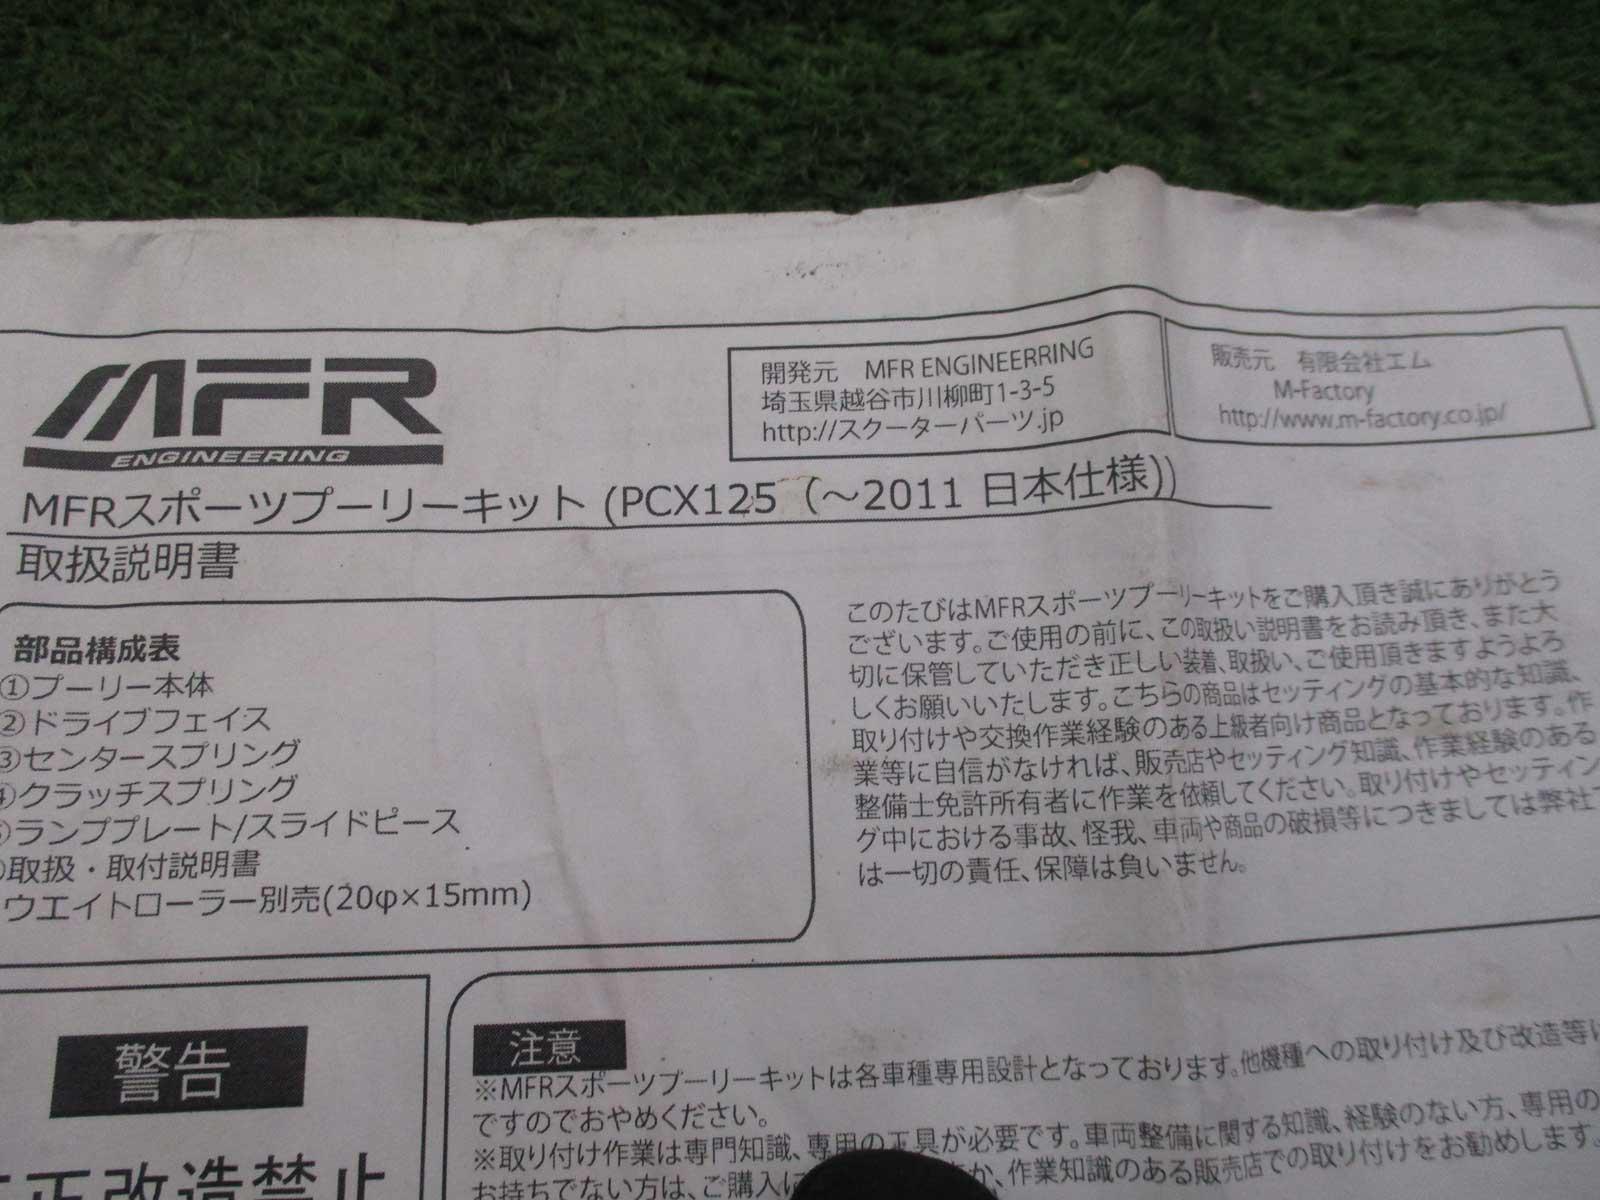 MFR
ENGINEERING
開発元 MFR ENGINEERRING
埼玉県越谷市川柳町1-3-5
http://スクーターパーツ.jp
販売元 有限会社エム
M-Factory
http://www.m-factory.co.jp/
MFRスポーツプーリーキット (PCX125（～2011 日本仕様))
取扱説明書
部品構成表
①プーリー本体
②ドライブフェイス
③センタースプリング
④クラッチスプリング
ランププレート/スライドピース
取扱・取付説明書
ウエイトローラー別売(20φ×15mm)
このたびはMFRスポーツプーリーキットをご購入頂き誠にありがとう
ございます。ご使用の前に、この取扱い説明書をお読み頂き、また大
切に保管していただき正しい装着、取扱い、ご使用頂きますようよろ
しくお願いいたします。こちらの商品はセッティングの基本的な知識、
取り付けや交換作業経験のある上級者向け商品となっております。作
業等に自信がなければ、販売店やセッティング知識、作業経験のある
整備士免許所有者に作業を依頼してください。取り付けやセッティン
グ中における事故、怪我、車両や商品の破損等につきましては弊社で
は一切の責任、保障は負いません。
警告
正改造禁止
注意
※MFRスポーツプーリーキットは各車種専用設計となっております。他機種への取り付け及び改造等は
ですのでおやめください。
※取り付け作業は専門知識、専用の工具が必要です。車両整備に関する知識、経験のない方、専用の
お持ちでない方は、ご購入に か、作業知識のある販売店での取り付けをお勧めします。